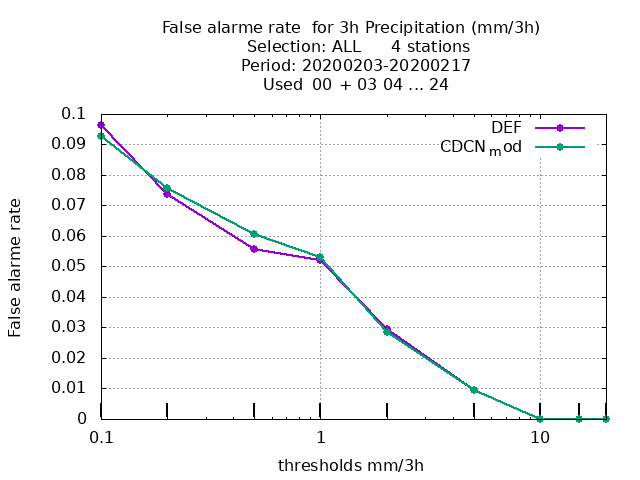 False alarme rate  for 3h Precipitation (mm/3h)
Selection: ALL      4 stations
Period: 20200203-20200217
Used  00 + 03 04 ... 24
DEF
CDCN_mod
False alarme rate
0.1
0.09
0.08
0.07
0.06
0.05
0.04
0.03
0.02
0.01
0
0.1
1
10
thresholds mm/3h